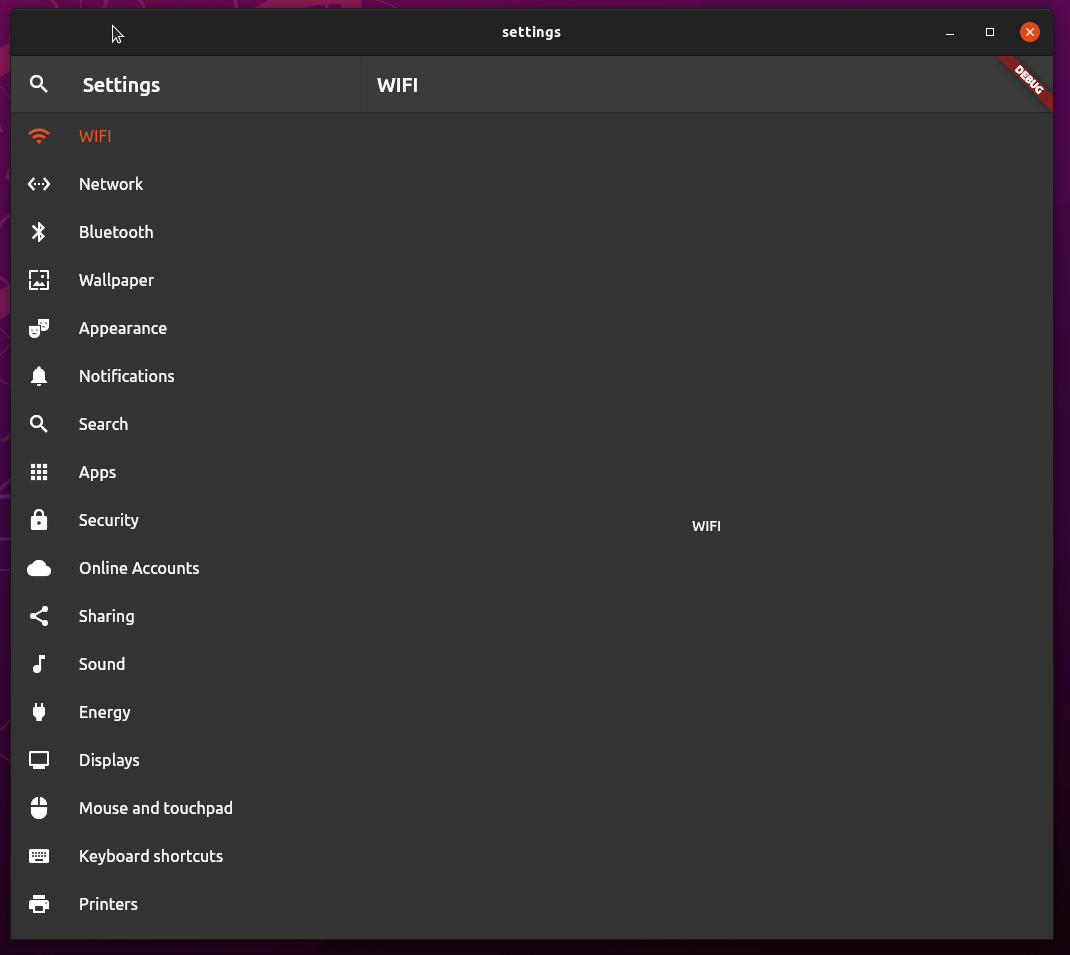 settings
Settings
WIFI
DEBUG
WIFI
Network
Bluetooth
Wallpaper
Appearance
Notifications
Search
Apps
Security
WIFI
Online Accounts
Sharing
Sound
Energy
Displays
Mouse and touchpad
Keyboard shortcuts
Printers